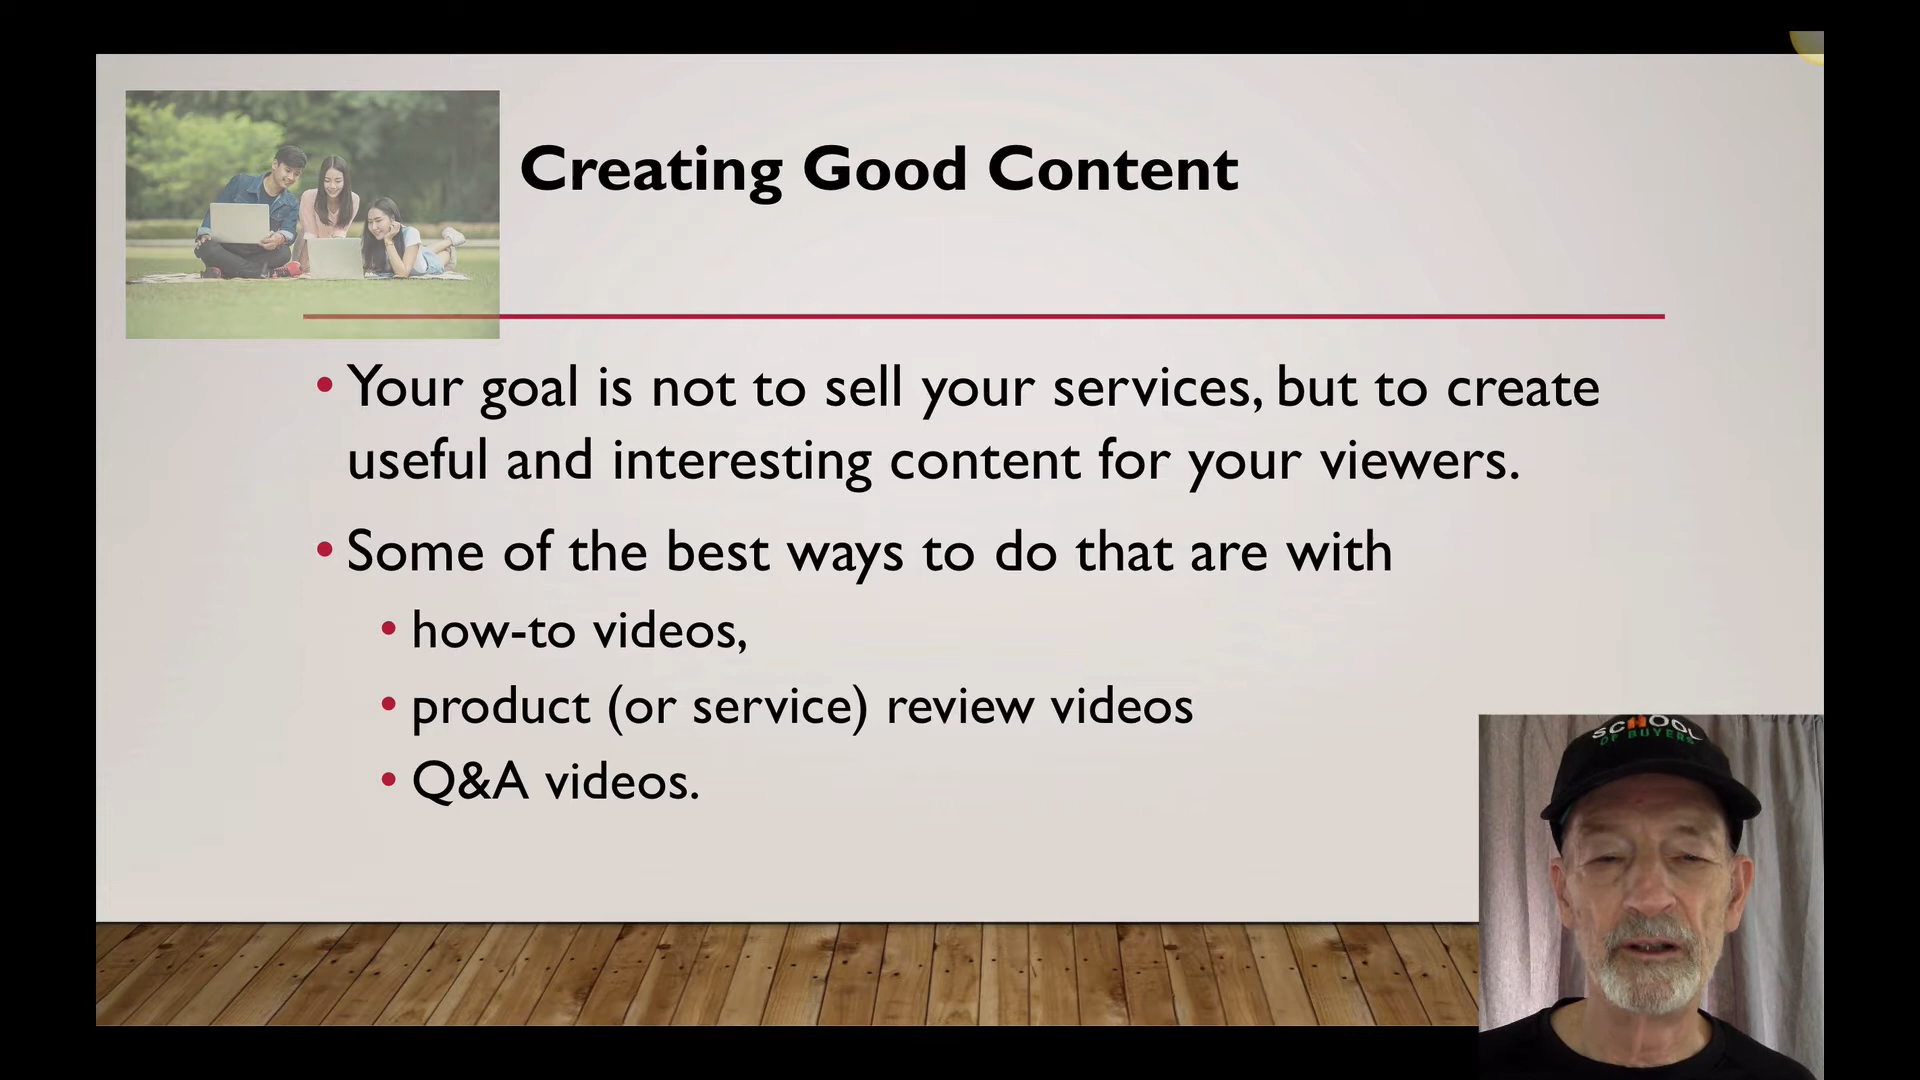 Creating Good Content
• Your goal is not to sell your services, but to create
useful and interesting content for your viewers.
• Some of the best ways to do that are with
• how-to videos,
• product (or service) review videos
• Q&A videos.
SCHOOL
OF BUYERS